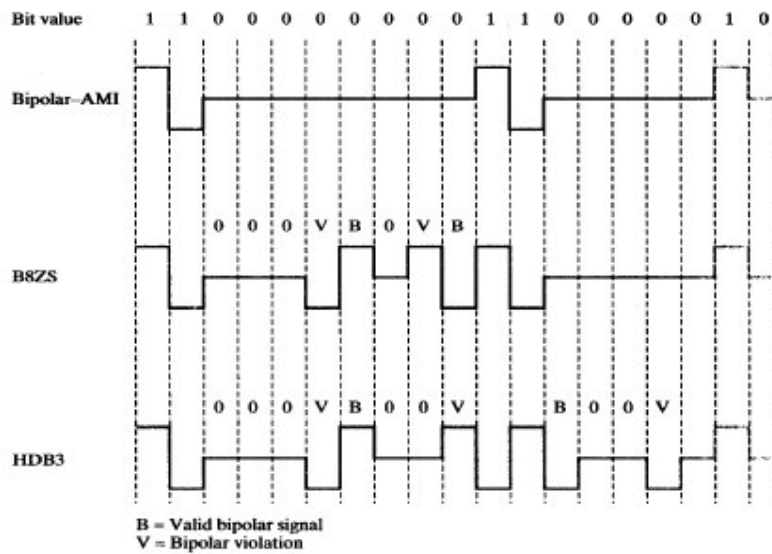 Bit value 1 1 0 0 0 0 0 0 0 0 1 1 0 0 0 0 0 1 0
Bipolar–AMI
0 0 0 V B 0 V B
B8ZS
0 0 0 V B 0 0 V B 0 0 V
HDB3
B = Valid bipolar signal
V = Bipolar violation